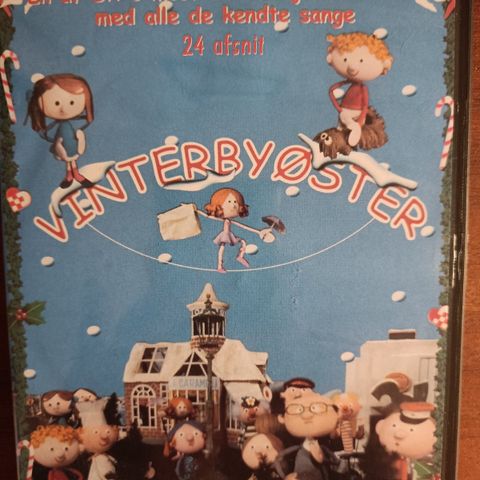 med alle de kendte sange
24 afsnit
VINTERBYØSTER